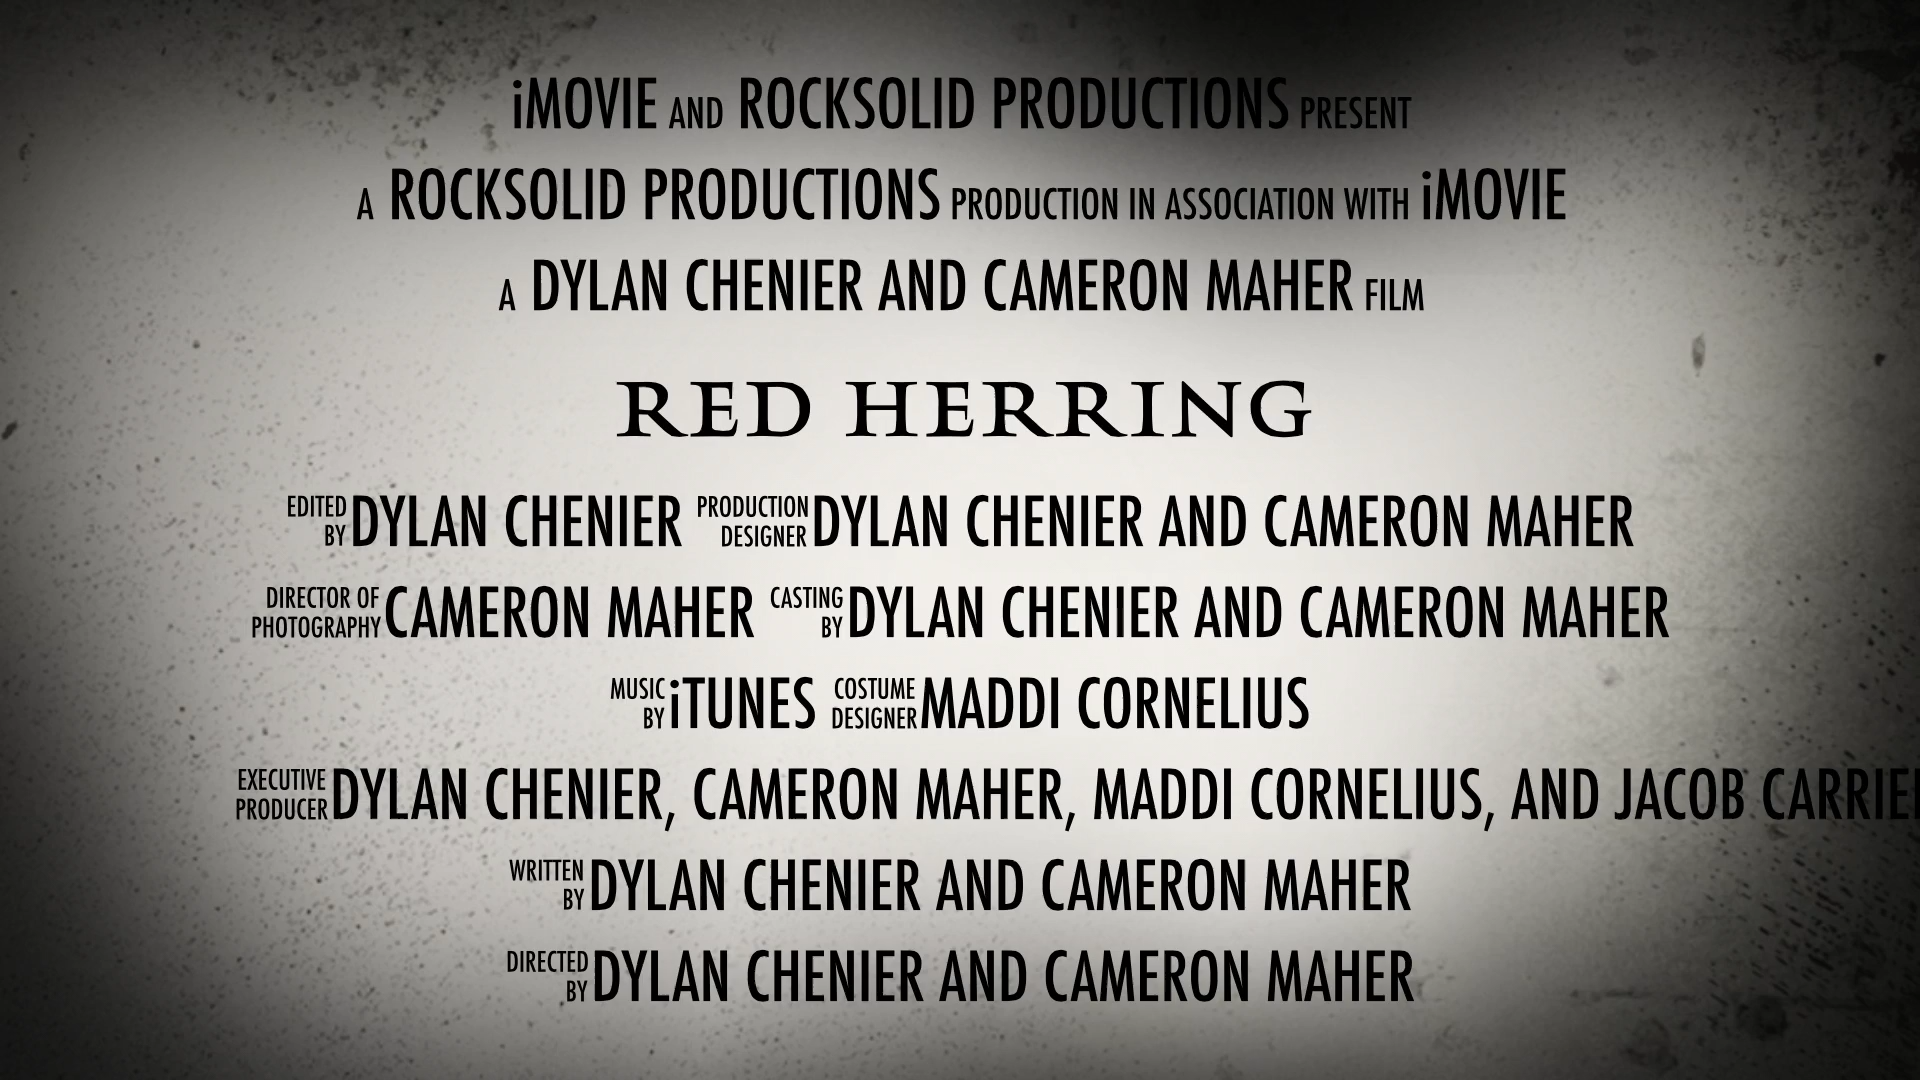 iMOVIE AND ROCKSOLID PRODUCTIONS PRESENT
A ROCKSOLID PRODUCTIONS PRODUCTION IN ASSOCIATION WITH iMOVIE
A DYLAN CHENIER AND CAMERON MAHER FILM
RED HERRING
EDITED BY DYLAN CHENIER PRODUCTION DESIGNER DYLAN CHENIER AND CAMERON MAHER
DIRECTOR OF PHOTOGRAPHY CAMERON MAHER CASTING BY DYLAN CHENIER AND CAMERON MAHER
MUSIC BY iTUNES COSTUME DESIGNER MADDI CORNELIUS
EXECUTIVE PRODUCER DYLAN CHENIER, CAMERON MAHER, MADDI CORNELIUS, AND JACOB
WRITTEN BY DYLAN CHENIER AND CAMERON MAHER
DIRECTED BY DYLAN CHENIER AND CAMERON MAHER